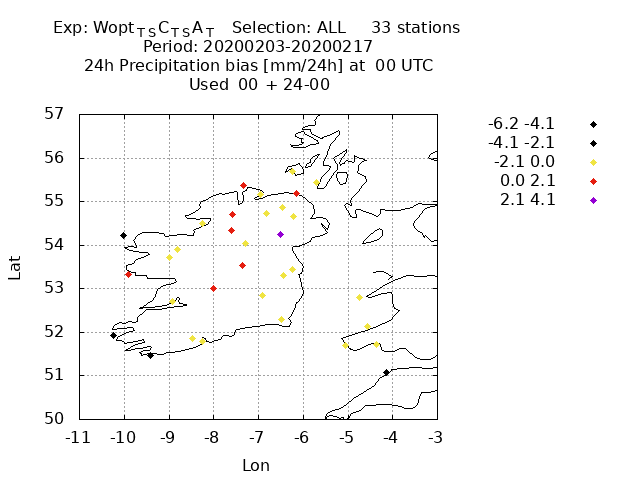 Exp: WoptTSCTSAT Selection: ALL 33 stations
Period: 20200203-20200217
24h Precipitation bias [mm/24h] at 00 UTC
Used 00 + 24-00
57
56
55
54
53
52
51
50
-11 -10 -9 -8 -7 -6 -5 -4 -3
Lat
Lon
-6.2 -4.1
-4.1 -2.1
-2.1 0.0
0.0 2.1
2.1 4.1